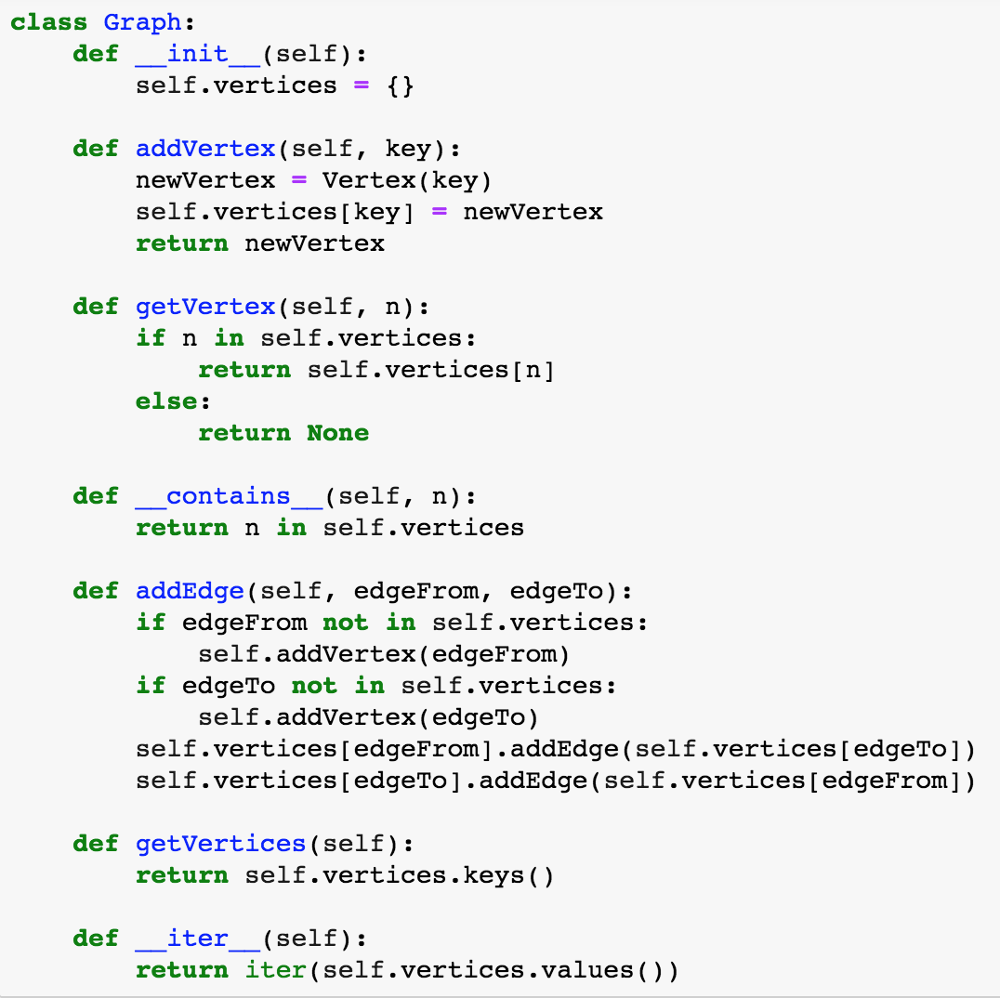 class Graph:
    def __init__(self):
        self.vertices = {}

    def addVertex(self, key):
        newVertex = Vertex(key)
        self.vertices[key] = newVertex
        return newVertex

    def getVertex(self, n):
        if n in self.vertices:
            return self.vertices[n]
        else:
            return None

    def __contains__(self, n):
        return n in self.vertices

    def addEdge(self, edgeFrom, edgeTo):
        if edgeFrom not in self.vertices:
            self.addVertex(edgeFrom)
        if edgeTo not in self.vertices:
            self.addVertex(edgeTo)
        self.vertices[edgeFrom].addEdge(self.vertices[edgeTo])
        self.vertices[edgeTo].addEdge(self.vertices[edgeFrom])

    def getVertices(self):
        return self.vertices.keys()

    def __iter__(self):
        return iter(self.vertices.values())